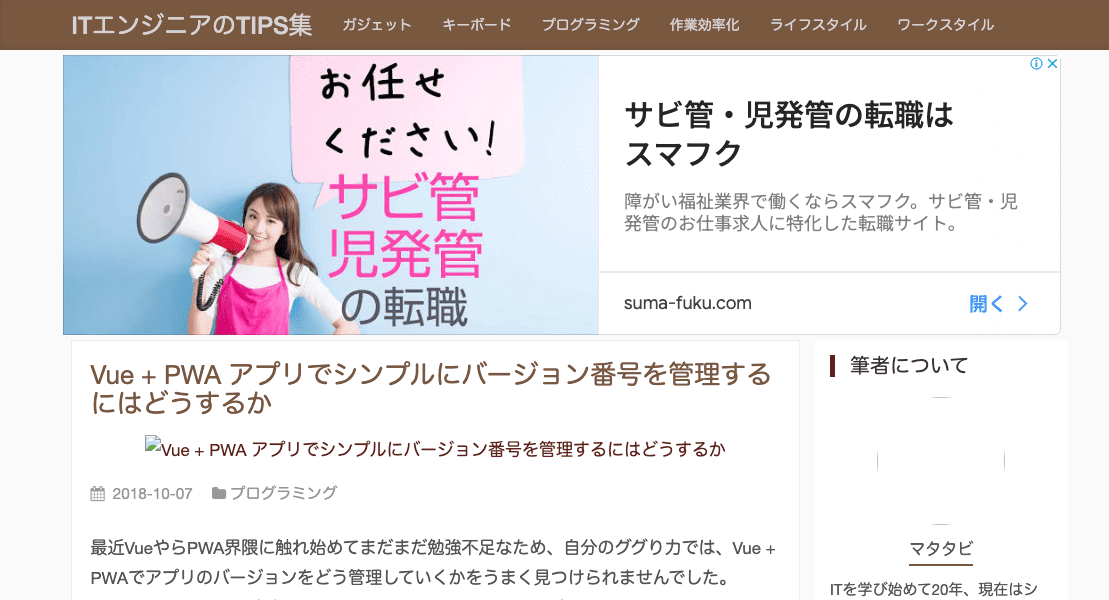 ITエンジニアのTIPS集
ガジェット
キーボード
プログラミング
作業効率化
ライフスタイル
ワークスタイル
お任せ
ください!
サビ管
児発管
の転職
サビ管・児発管の転職は
スマフク
障がい福祉業界で働くならスマフク。サビ管・児
発管のお仕事求人に特化した転職サイト。
suma-fuku.com
開く
Vue + PWA アプリでシンプルにバージョン番号を管理する
にはどうするか
Vue + PWA アプリでシンプルにバージョン番号を管理するにはどうするか
2018-10-07
プログラミング
最近VueやらPWA界隈に触れ始めてまだまだ勉強不足なため、自分のググり力では、Vue +
PWAでアプリのバージョンをどう管理していくかをうまく見つけられませんでした。
筆者について
マタタビ
ITを学び始めて20年、現在はシ